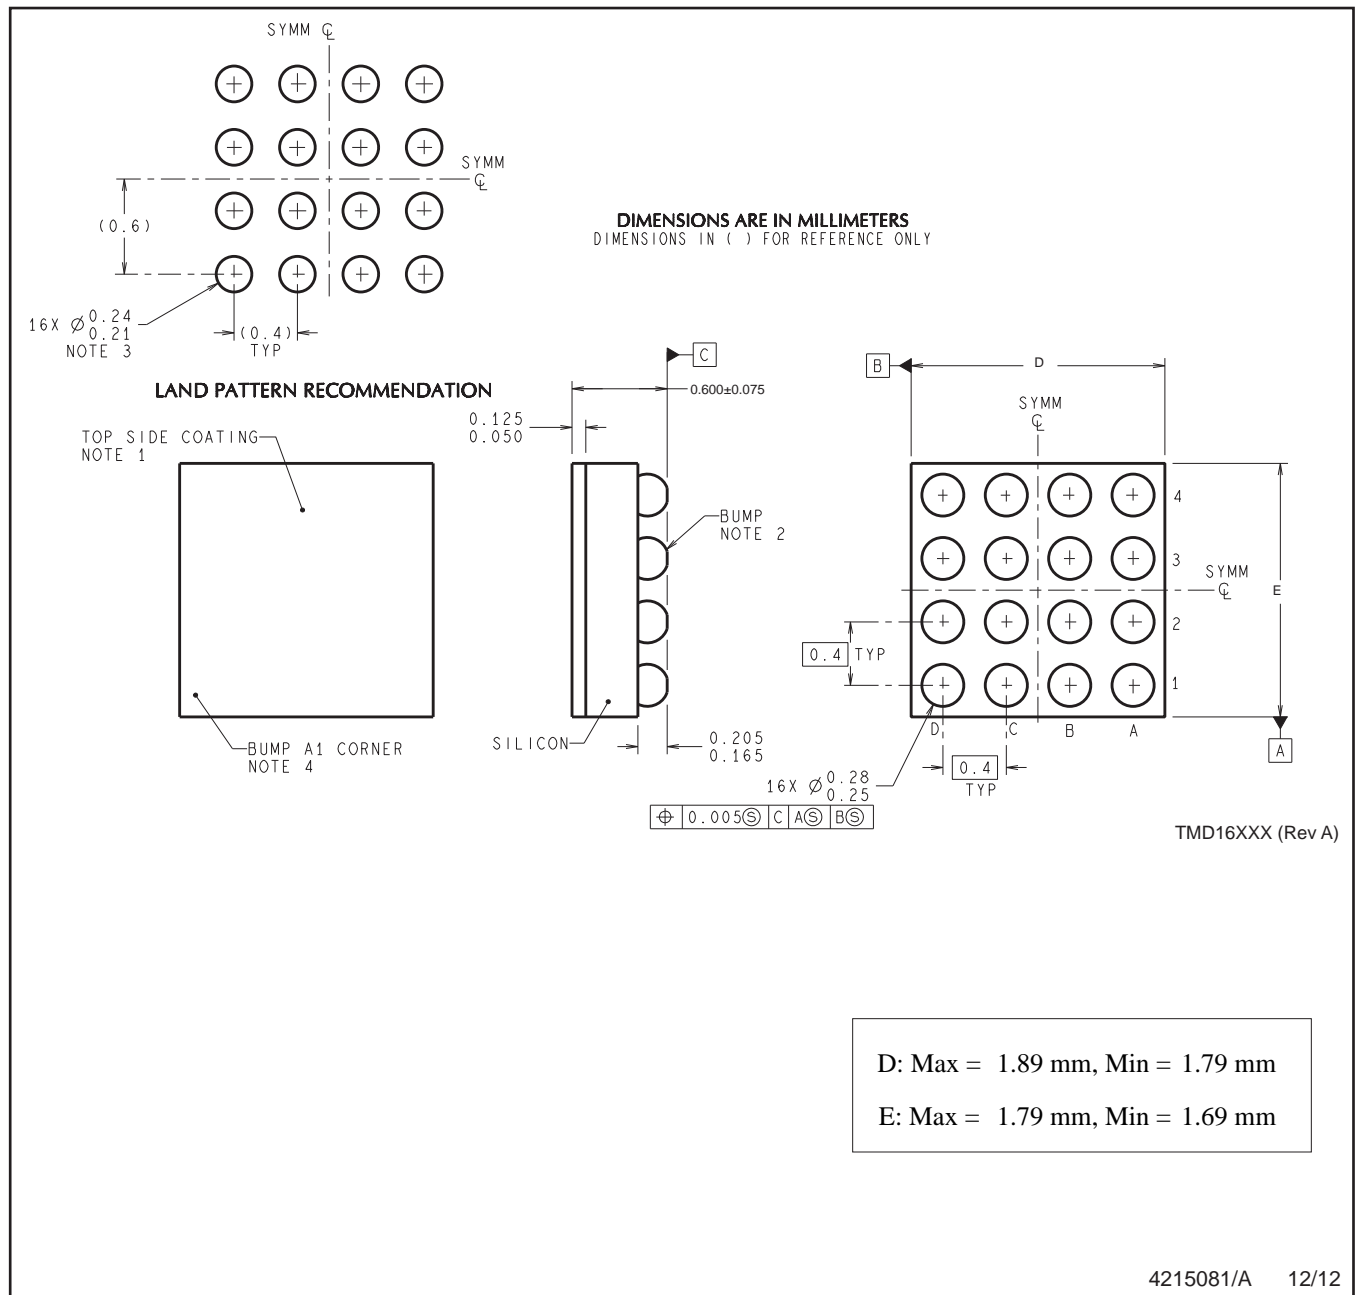 SYMM ℄
SYMM
℄
(0.6)
DIMENSIONS ARE IN MILLIMETERS
DIMENSIONS IN ( ) FOR REFERENCE ONLY
16X Ø 0.24
0.21
NOTE 3
(0.4)
TYP
LAND PATTERN RECOMMENDATION
C
0.600±0.075
B
D
0.125
0.050
SYMM
℄
TOP SIDE COATING
NOTE 1
BUMP
NOTE 2
4
3
SYMM
℄
E
2
0.4 TYP
1
BUMP A1 CORNER
NOTE 4
SILICON
0.205
0.165
D C B A
A
0.4
TYP
16X Ø 0.28
0.25
⌖ 0.005Ⓢ C AⓈ BⓈ
TMD16XXX (Rev A)
D: Max = 1.89 mm, Min = 1.79 mm
E: Max = 1.79 mm, Min = 1.69 mm
4215081/A 12/12